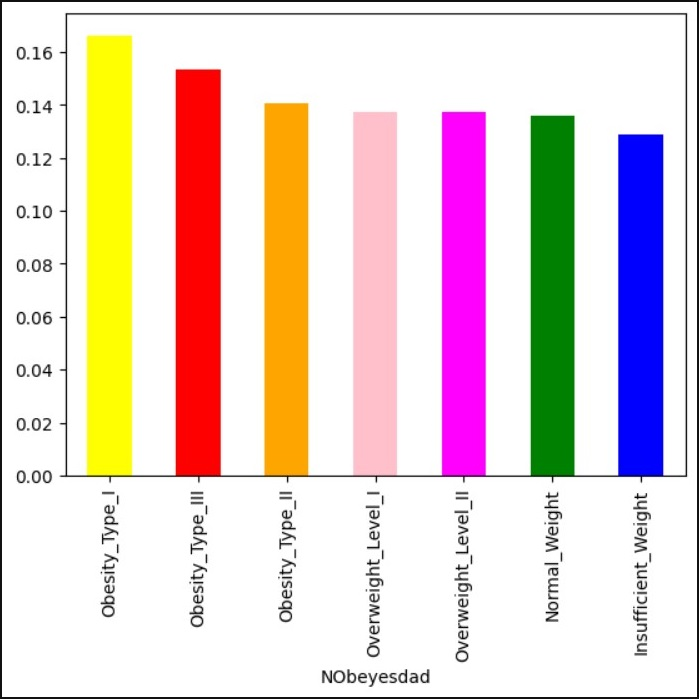 0.16
0.14
0.12
0.10
0.08
0.06
0.04
0.02
0.00
Obesity_Type_I
Obesity_Type_III
Obesity_Type_II
Overweight_Level_I
Overweight_Level_II
Normal_Weight
Insufficient_Weight
NObeyesdad